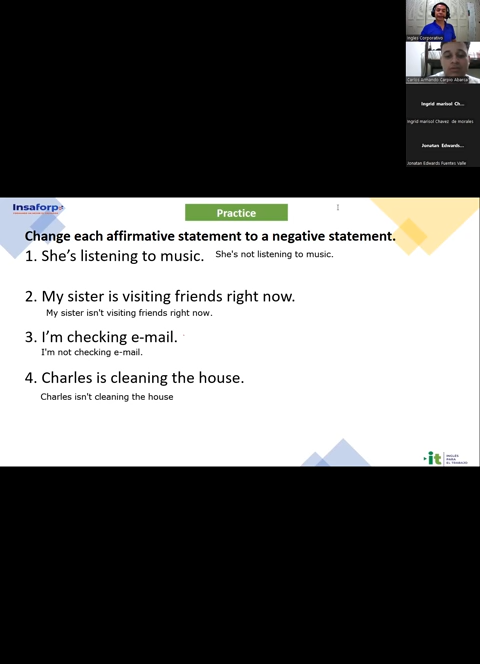 Ingles Corporativo
Carlos Armando Carpio Abarca
Ingrid marisol Ch...
Ingrid marisol Chavez de morales
Jonatan Edwards...
Jonatan Edwards Fuentes Valle
Insaforp
Practice
Change each affirmative statement to a negative statement.
1. She’s listening to music. She's not listening to music.
2. My sister is visiting friends right now.
My sister isn't visiting friends right now.
3. I’m checking e-mail.
I'm not checking e-mail.
4. Charles is cleaning the house.
Charles isn't cleaning the house
it
INGLÉS
PARA
EL TRABAJO